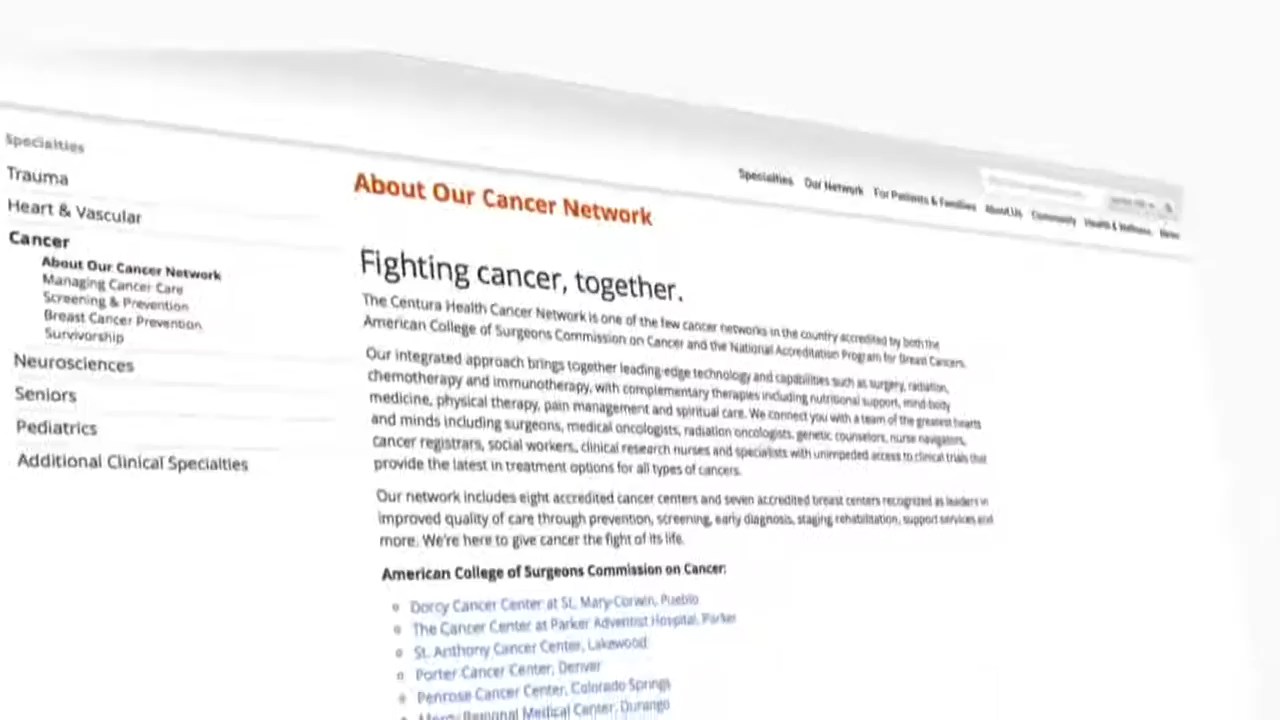 Specialties Our Network For Patients & Families About Us Community Health & Wellness News
Specialties
Trauma
Heart & Vascular
Cancer
About Our Cancer Network
Managing Cancer Care
Screening & Prevention
Breast Cancer Prevention
Survivorship
Neurosciences
Seniors
Pediatrics
Additional Clinical Specialties
About Our Cancer Network
Fighting cancer, together.
The Centura Health Cancer Network is one of the few cancer networks in the country accredited by both the
American College of Surgeons Commission on Cancer and the National Accreditation Program for Breast Cancers.
Our integrated approach brings together leading-edge technology and capabilities such as surgery, radiation,
chemotherapy and immunotherapy, with complementary therapies including nutritional support, mind-body
medicine, physical therapy, pain management and spiritual care. We connect you with a team of the greatest hearts
and minds including surgeons, medical oncologists, radiation oncologists, genetic counselors, nurse navigators,
cancer registrars, social workers, clinical research nurses and specialists with unimpeded access to clinical trials that
provide the latest in treatment options for all types of cancers.
Our network includes eight accredited cancer centers and seven accredited breast centers recognized as leaders in
improved quality of care through prevention, screening, early diagnosis, staging rehabilitation, support services and
more. We're here to give cancer the fight of its life.
American College of Surgeons Commission on Cancer:
Dorcy Cancer Center at St. Mary-Corwin, Pueblo
The Cancer Center at Parker Adventist Hospital, Parker
St. Anthony Cancer Center, Lakewood
Porter Cancer Center, Denver
Penrose Cancer Center, Colorado Springs
Mercy Regional Medical Center, Durango